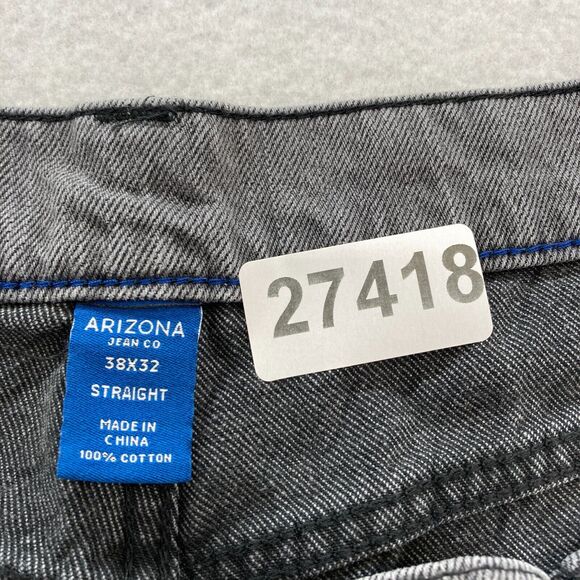 27418
ARIZONA
JEAN CO
38X32
STRAIGHT
MADE IN
CHINA
100% COTTON